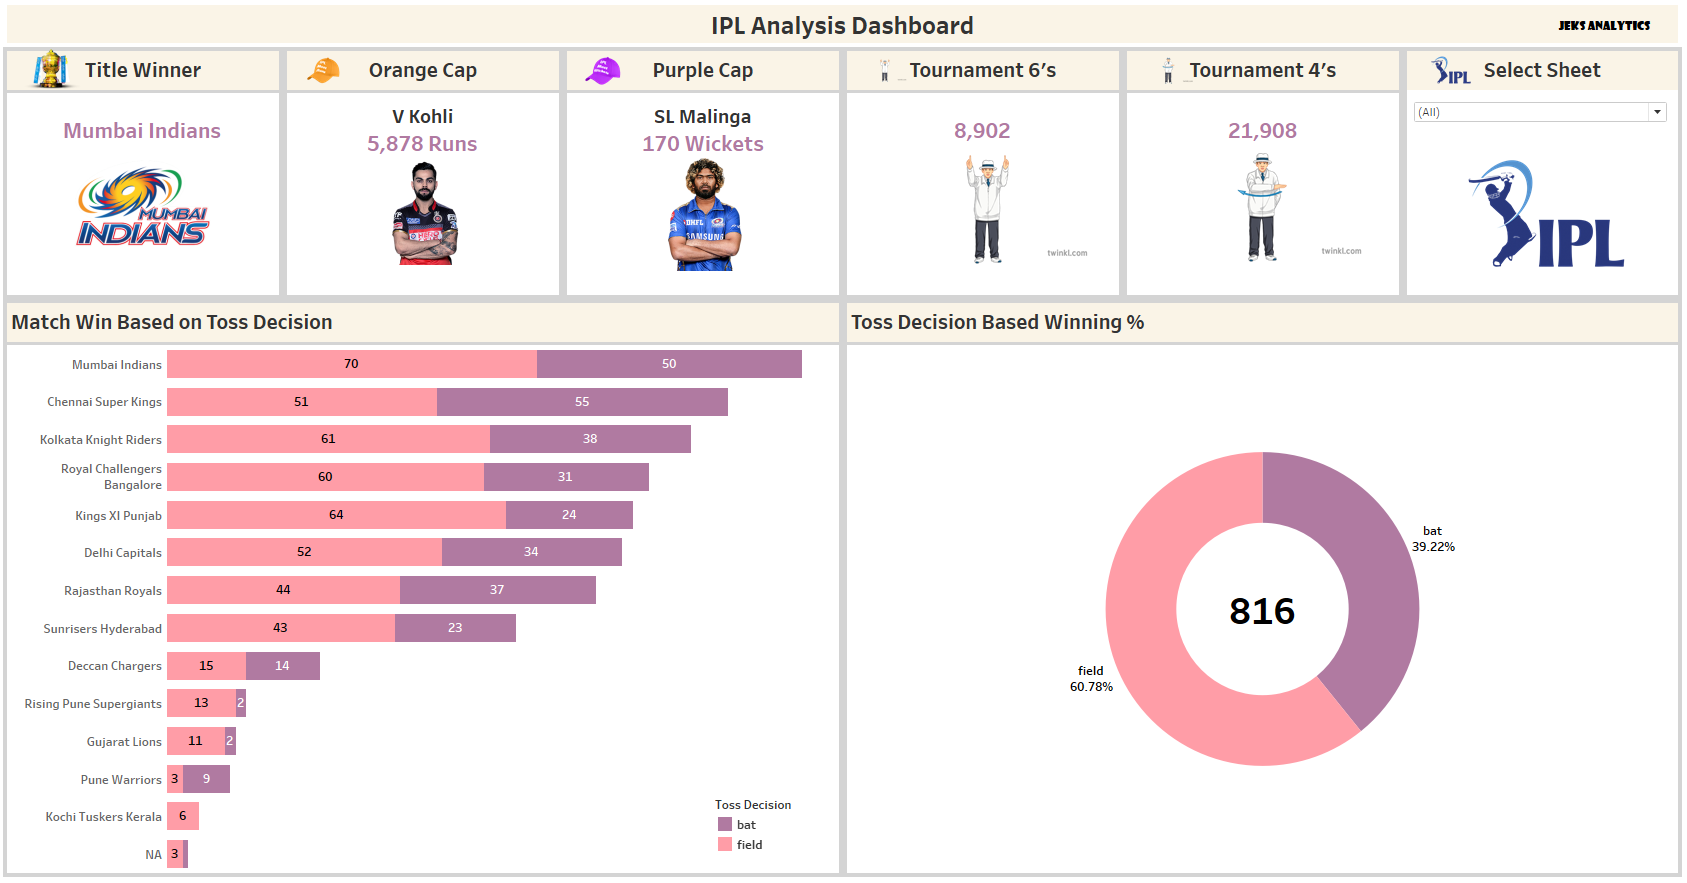 IPL Analysis Dashboard
JEKS ANALYTICS
Title Winner
Orange Cap
Purple Cap
Tournament 6’s
Tournament 4’s
IPL
Select Sheet
Mumbai Indians
MUMBAI
INDIANS
V Kohli
5,878 Runs
SL Malinga
170 Wickets
SAMSUNG
8,902
twinkl.com
21,908
twinkl.com
(All)
IPL
Match Win Based on Toss Decision
Mumbai Indians 70 50
Chennai Super Kings 51 55
Kolkata Knight Riders 61 38
Royal Challengers
Bangalore 60 31
Kings XI Punjab 64 24
Delhi Capitals 52 34
Rajasthan Royals 44 37
Sunrisers Hyderabad 43 23
Deccan Chargers 15 14
Rising Pune Supergiants 13 2
Gujarat Lions 11 2
Pune Warriors 3 9
Kochi Tuskers Kerala 6
NA 3
Toss Decision
bat
field
Toss Decision Based Winning %
bat
39.22%
816
field
60.78%